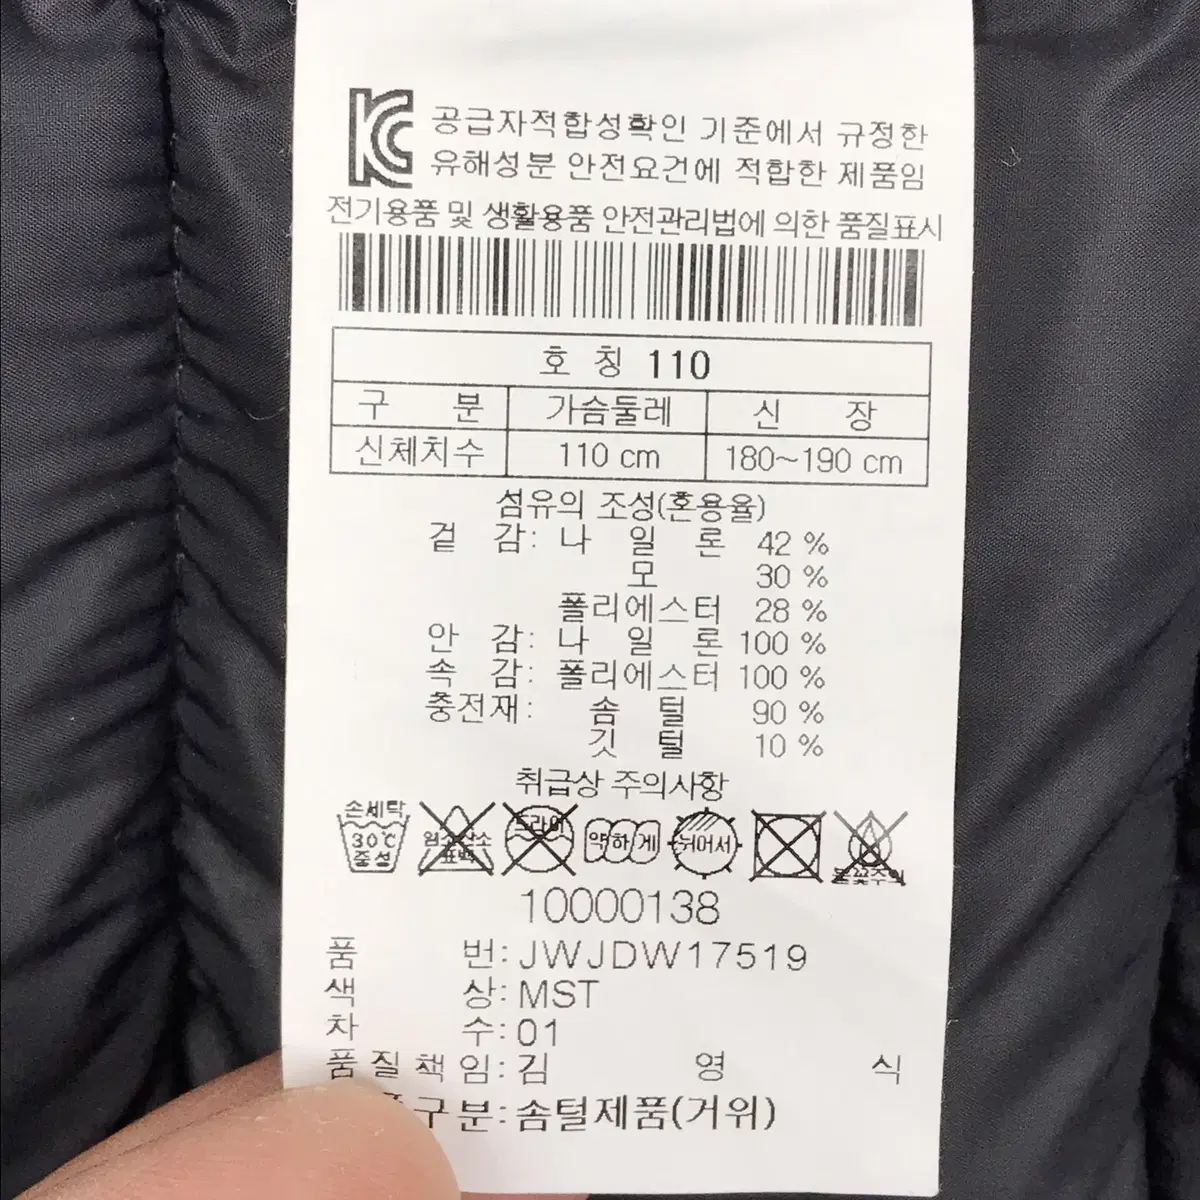 KC 공급자적합성확인 기준에서 규정한
유해성분 안전요건에 적합한 제품임
전기용품 및 생활용품 안전관리법에 의한 품질표시
호 칭 110
구 분 가슴둘레 신 장
신체치수 110 cm 180~190 cm
섬유의 조성(혼용율)
겉 감: 나 일 론 42 %
모 30 %
폴리에스터 28 %
안 감: 나 일 론 100 %
속 감: 폴리에스터 100 %
충전재: 솜 털 90 %
깃 털 10 %
취급상 주의사항
손세탁 30℃ 중성 염소산소 표백 드라이 약하게 뉘어서 불꽃주의
10000138
품 번: JWJDW17519
색 상: MST
차 수: 01
품질책임: 김 영 식
구분: 솜털제품(거위)